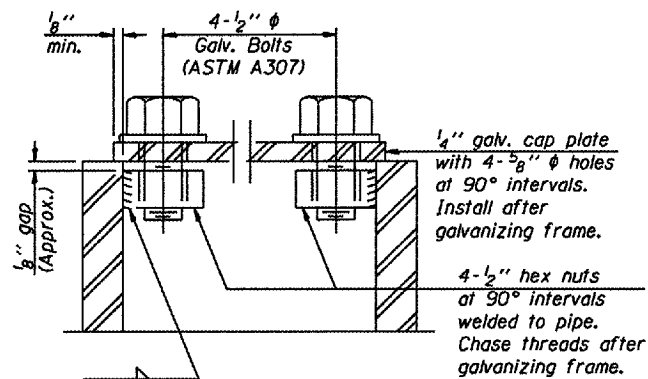 1/8"
min.
4-1/2" ϕ
Galv. Bolts
(ASTM A307)
1/4" galv. cap plate
with 4-5/8" ϕ holes
at 90° intervals.
Install after
galvanizing frame.
1/8" gap
(Approx.)
4-1/2" hex nuts
at 90° intervals
welded to pipe.
Chase threads after
galvanizing frame.